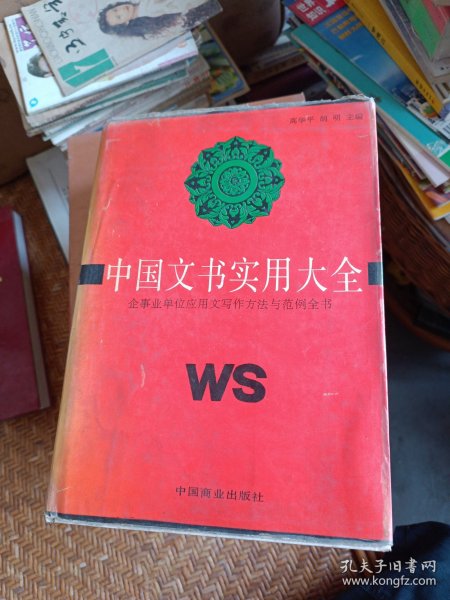 高华平 胡明 主编
中国文书实用大全
企事业单位应用文写作方法与范例全书
WS
中国商业出版社
孔夫子旧书网
www.kongfz.com